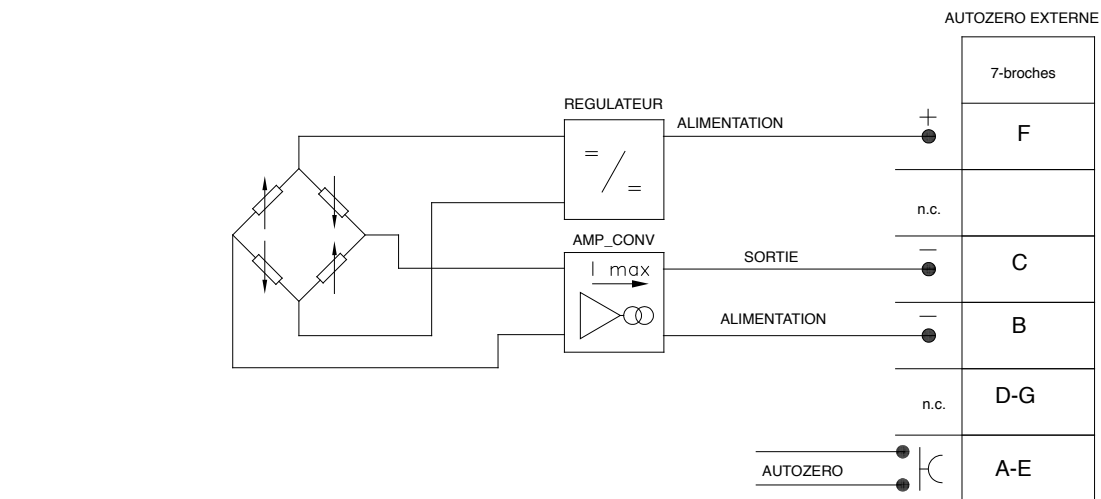 AUTOZERO EXTERNE
7-broches
REGULATEUR
ALIMENTATION
+
F
=
/
=
n.c.
AMP_CONV
I max
SORTIE
−
C
ALIMENTATION
−
B
n.c.
D-G
AUTOZERO
A-E